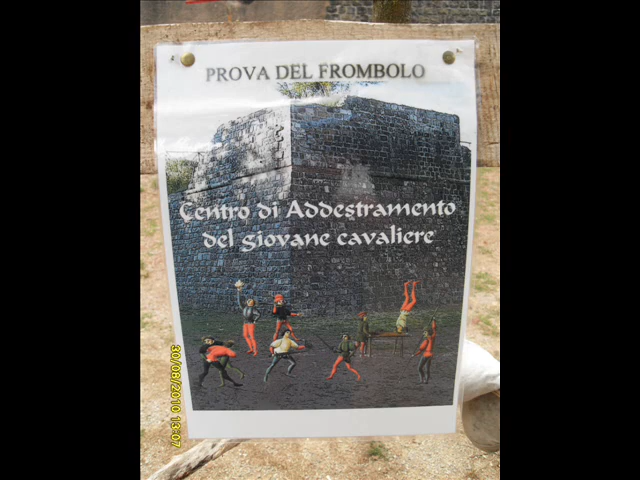 PROVA DEL FROMBOLO
Centro di Addestramento
del giovane cavaliere
30/08/2010 13:07